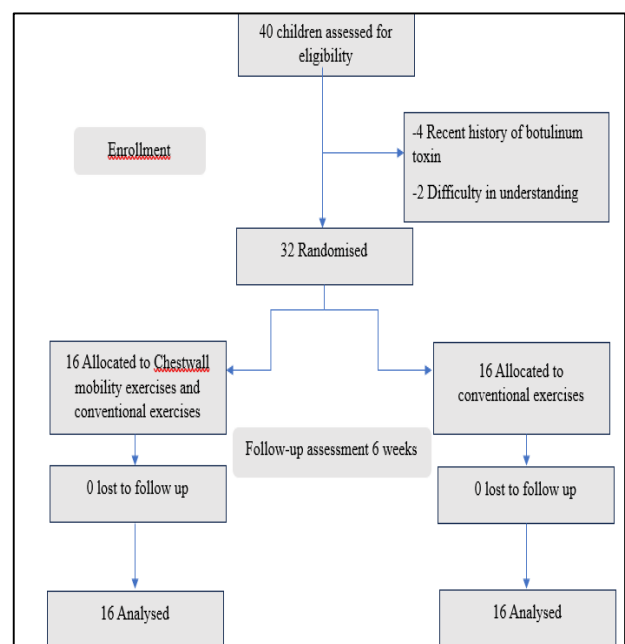 40 children assessed for
eligibility
Enrollment
-4 Recent history of botulinum
toxin
-2 Difficulty in understanding
32 Randomised
16 Allocated to Chestwall
mobility exercises and
conventional exercises
16 Allocated to
conventional exercises
Follow-up assessment 6 weeks
0 lost to follow up
0 lost to follow up
16 Analysed
16 Analysed